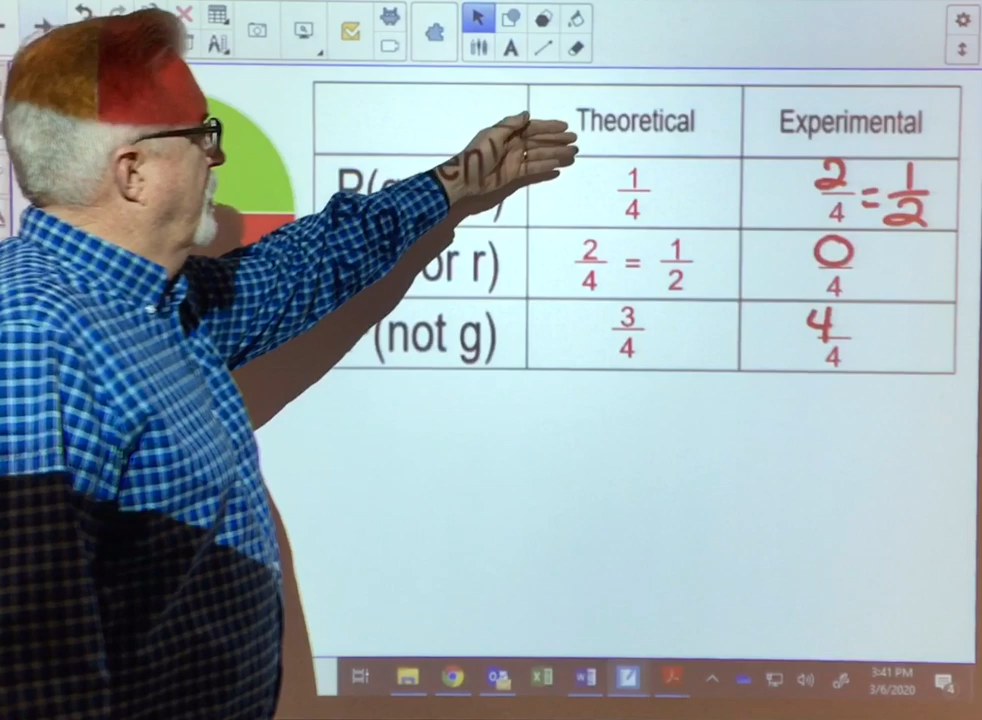 Theoretical Experimental
en) 1/4 2/4 = 1/2
or r) 2/4 = 1/2 0/4
(not g) 3/4 4/4
3:41 PM
3/6/2020